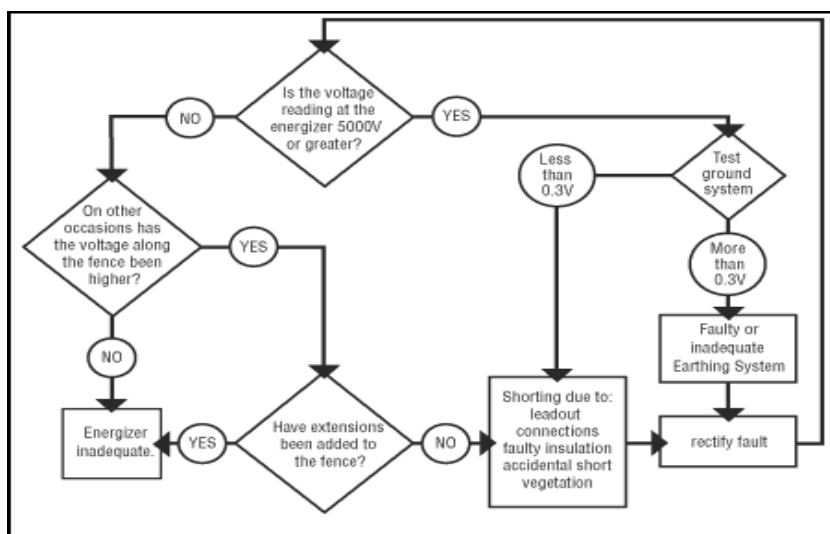 Is the voltage
reading at the
energizer 5000V
or greater?
NO
YES
Less
than
0.3V
Test
ground
system
On other
occasions has
the voltage along
the fence been
higher?
YES
More
than
0.3V
NO
Faulty or
inadequate
Earthing System
Energizer
inadequate.
YES
Have extensions
been added to
the fence?
NO
Shorting due to:
leadout
connections
faulty insulation
accidental short
vegetation
rectify fault